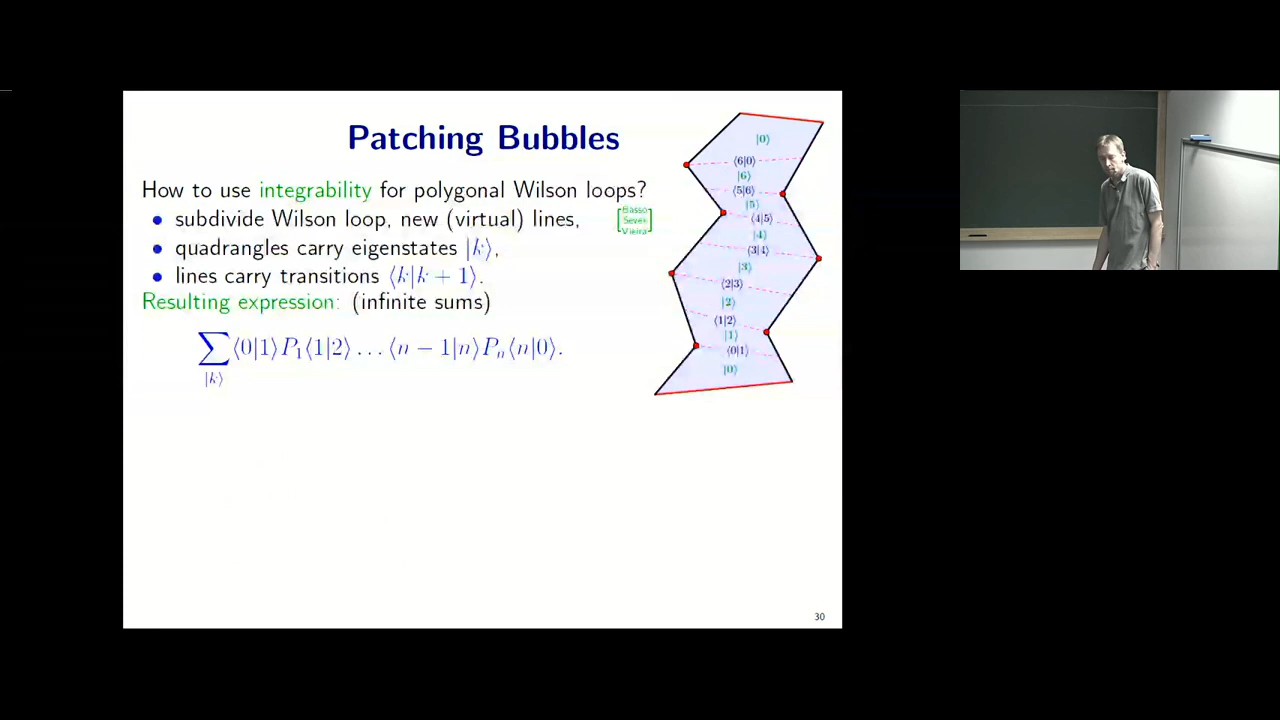 Patching Bubbles
How to use integrability for polygonal Wilson loops?
• subdivide Wilson loop, new (virtual) lines,
[Basso Sever Vieira]
• quadrangles carry eigenstates |k⟩,
• lines carry transitions ⟨k|k + 1⟩.
Resulting expression: (infinite sums)
∑ ⟨0|1⟩P₁⟨1|2⟩ … ⟨n − 1|n⟩Pₙ⟨n|0⟩.
|k⟩
|0⟩
⟨6|0⟩
|6⟩
⟨5|6⟩
|5⟩
⟨4|5⟩
|4⟩
⟨3|4⟩
|3⟩
⟨2|3⟩
|2⟩
⟨1|2⟩
|1⟩
⟨0|1⟩
|0⟩
30